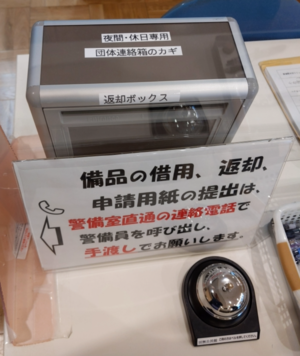 夜間・休日専用
団体連絡箱のカギ
返却ボックス
備品の借用、返却、
申請用紙の提出は、
警備室直通の連絡電話で
警備員を呼び出し、
手渡しでお願いします。